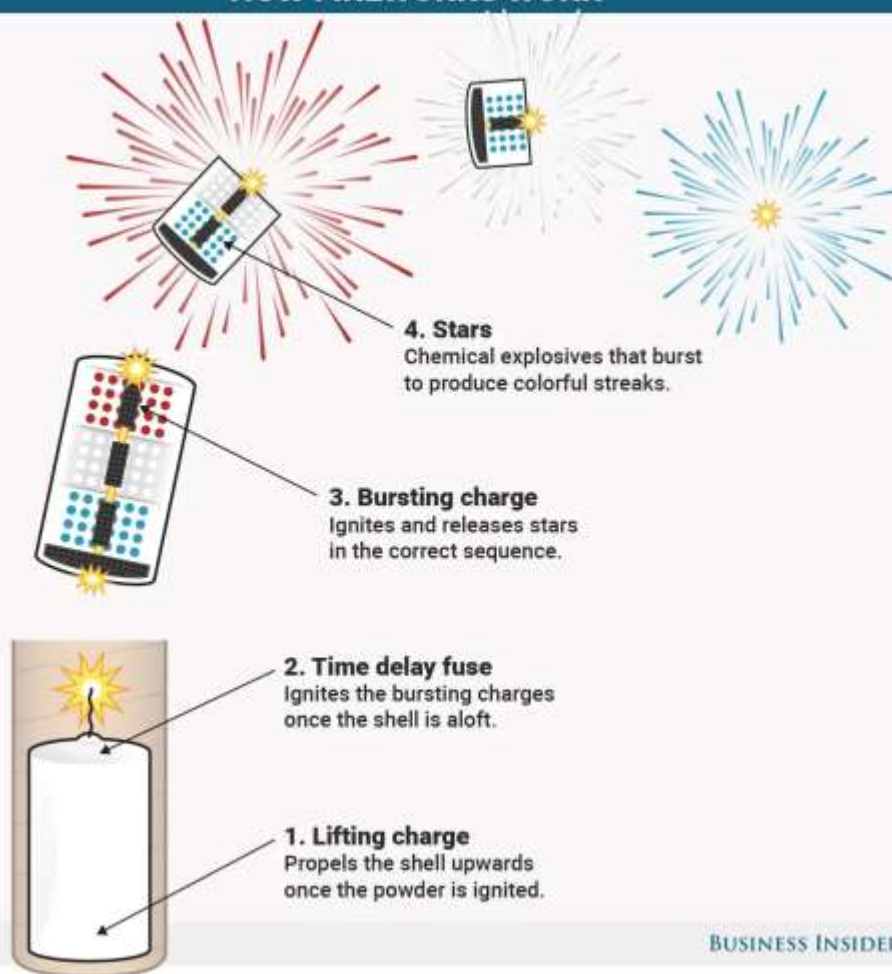 4. Stars
Chemical explosives that burst
to produce colorful streaks.
3. Bursting charge
Ignites and releases stars
in the correct sequence.
2. Time delay fuse
Ignites the bursting charges
once the shell is aloft.
1. Lifting charge
Propels the shell upwards
once the powder is ignited.
BUSINESS INSIDER